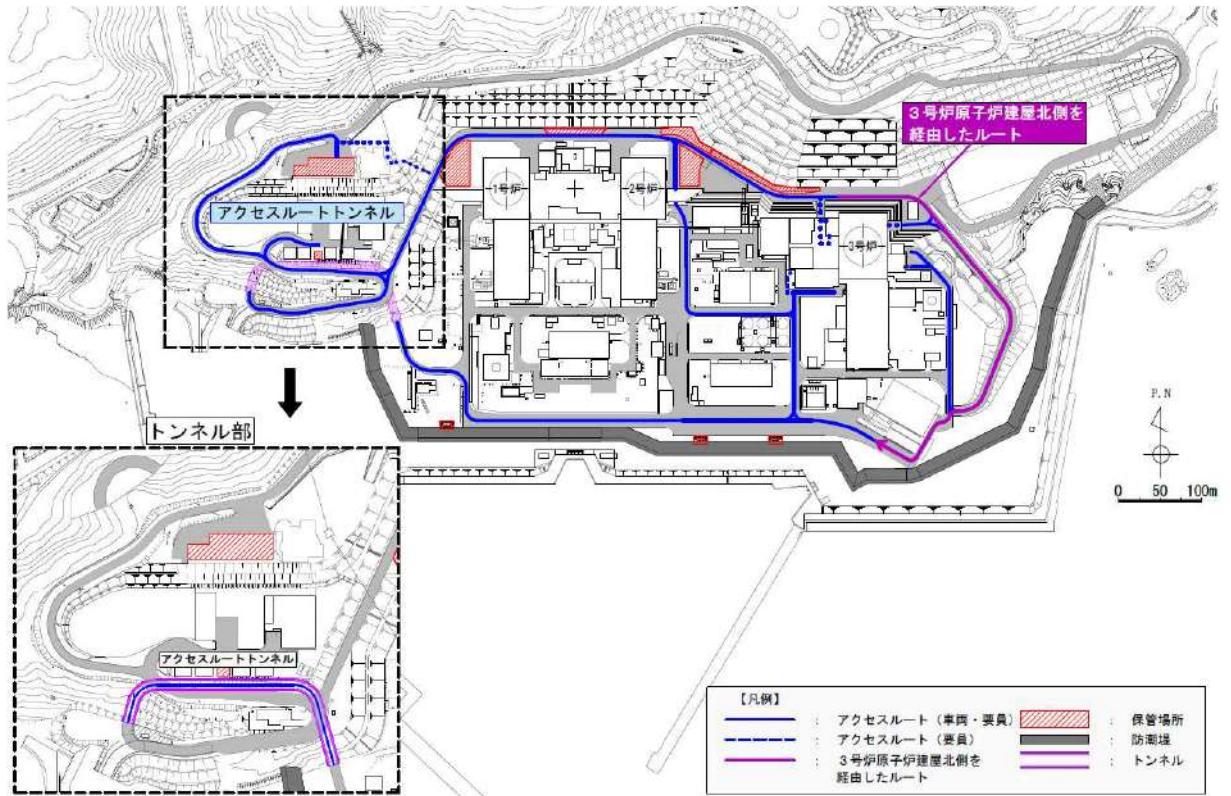 3号炉原子炉建屋北側を
経由したルート
アクセスルートトンネル
1号炉
2号炉
3号炉
トンネル部
P.N
0 50 100m
アクセスルートトンネル
【凡例】
: アクセスルート（車両・要員）
: 保管場所
: アクセスルート（要員）
: 防潮堤
: 3号炉原子炉建屋北側を
経由したルート
: トンネル